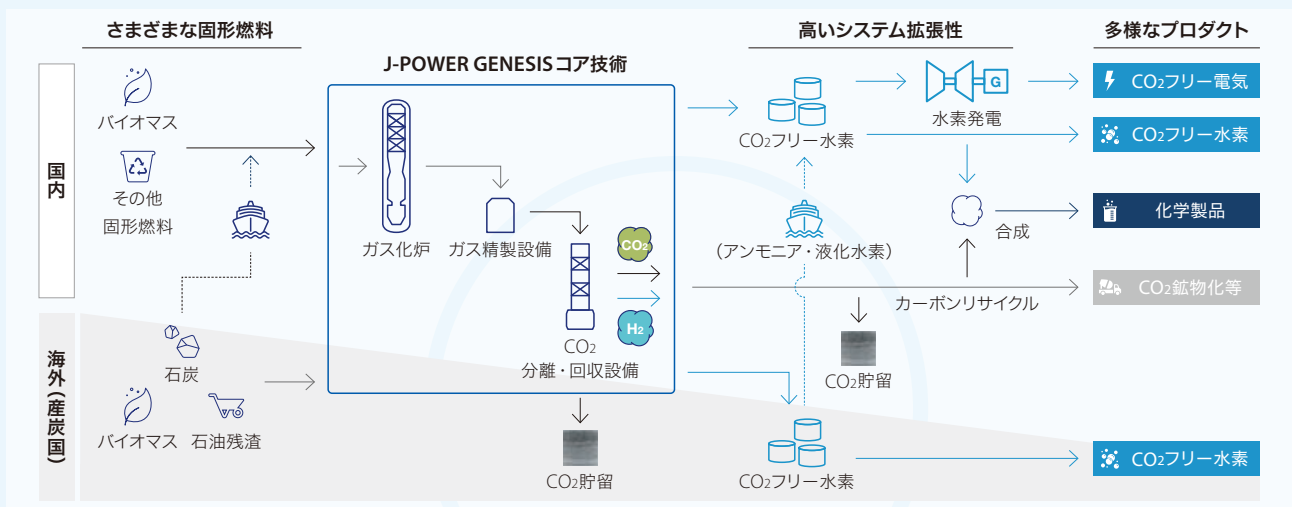 さまざまな固形燃料
高いシステム拡張性
多様なプロダクト
国内
バイオマス
その他
固形燃料
J-POWER GENESISコア技術
ガス化炉
ガス精製設備
CO2
H2
CO2
分離・回収設備
CO2フリー水素
G
水素発電
(アンモニア・液化水素)
合成
カーボンリサイクル
CO2貯留
CO2フリー電気
CO2フリー水素
化学製品
CO2鉱物化等
海外(産炭国)
石炭
バイオマス
石油残渣
CO2貯留
CO2フリー水素
CO2フリー水素